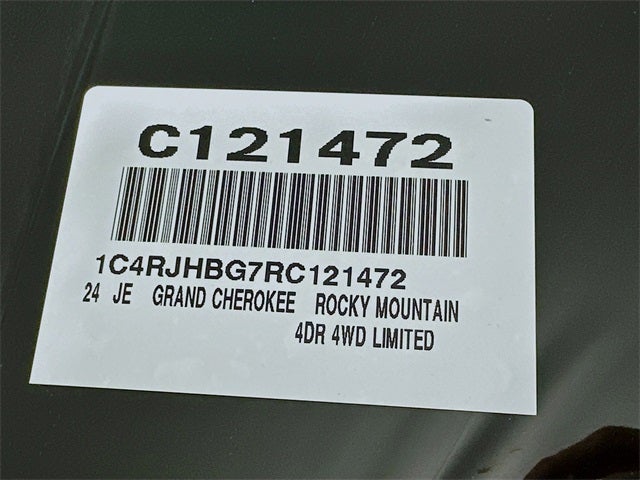 C121472
1C4RJHBG7RC121472
24 JE GRAND CHEROKEE ROCKY MOUNTAIN
4DR 4WD LIMITED